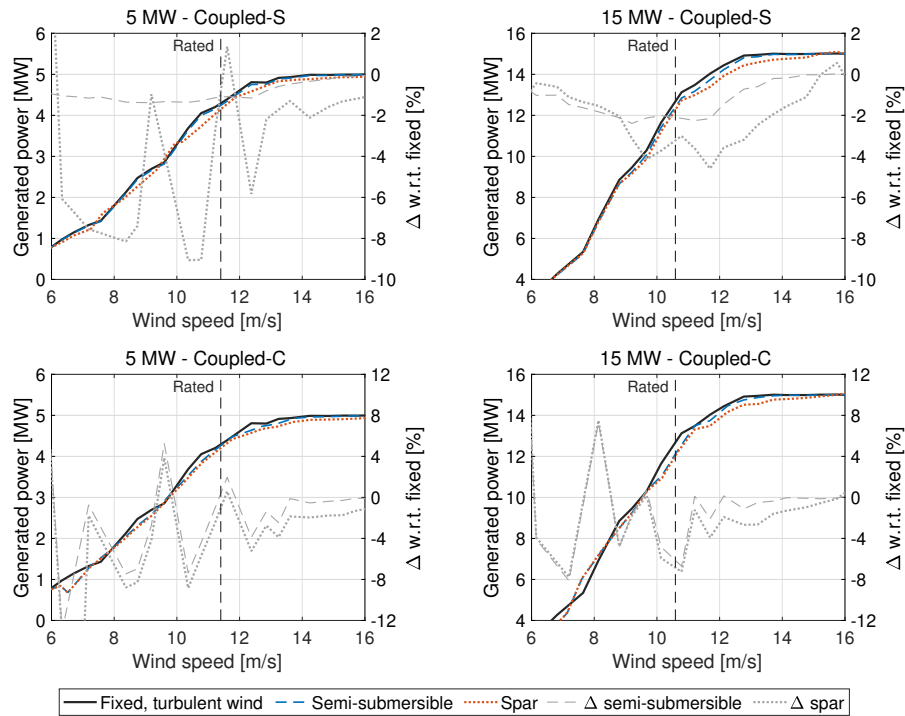 5 MW - Coupled-S
15 MW - Coupled-S
6
5
4
3
2
1
0
Generated power [MW]
Rated
2
0
-2
-4
-6
-8
-10
Δ w.r.t. fixed [%]
6 8 10 12 14 16
Wind speed [m/s]
16
14
12
10
8
6
4
Generated power [MW]
Rated
2
0
-2
-4
-6
-8
-10
Δ w.r.t. fixed [%]
6 8 10 12 14 16
Wind speed [m/s]
5 MW - Coupled-C
15 MW - Coupled-C
6
5
4
3
2
1
0
Generated power [MW]
Rated
12
8
4
0
-4
-8
-12
Δ w.r.t. fixed [%]
6 8 10 12 14 16
Wind speed [m/s]
16
14
12
10
8
6
4
Generated power [MW]
Rated
12
8
4
0
-4
-8
-12
Δ w.r.t. fixed [%]
6 8 10 12 14 16
Wind speed [m/s]
Fixed, turbulent wind Semi-submersible Spar Δ semi-submersible Δ spar